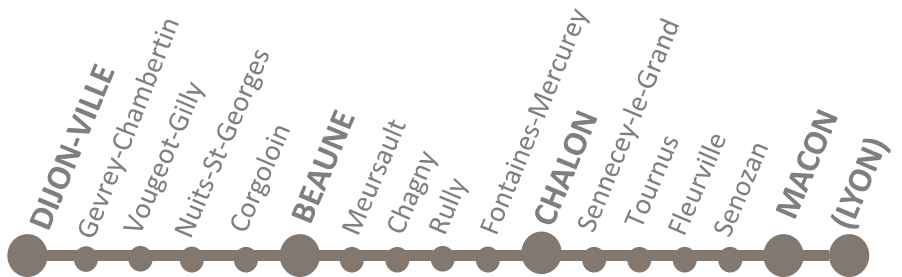 DIJON-VILLE
Gevrey-Chambertin
Vougeot-Gilly
Nuits-St-Georges
Corgoloin
BEAUNE
Meursault
Chagny
Rully
Fontaines-Mercurey
CHALON
Sennecey-le-Grand
Tournus
Fleurville
Senozan
MACON
(LYON)